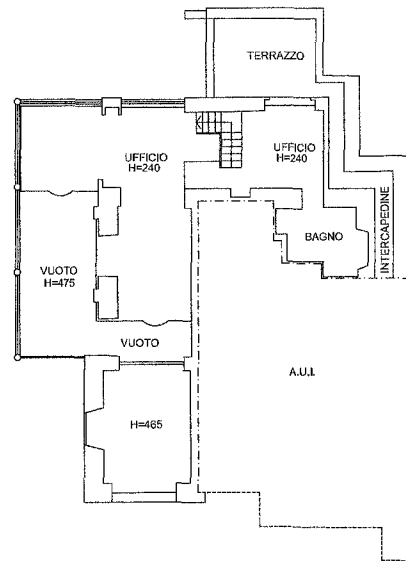 TERRAZZO
UFFICIO
H=240
UFFICIO
H=240
BAGNO
INTERCAPEDINE
VUOTO
H=475
VUOTO
A.U.I.
H=465